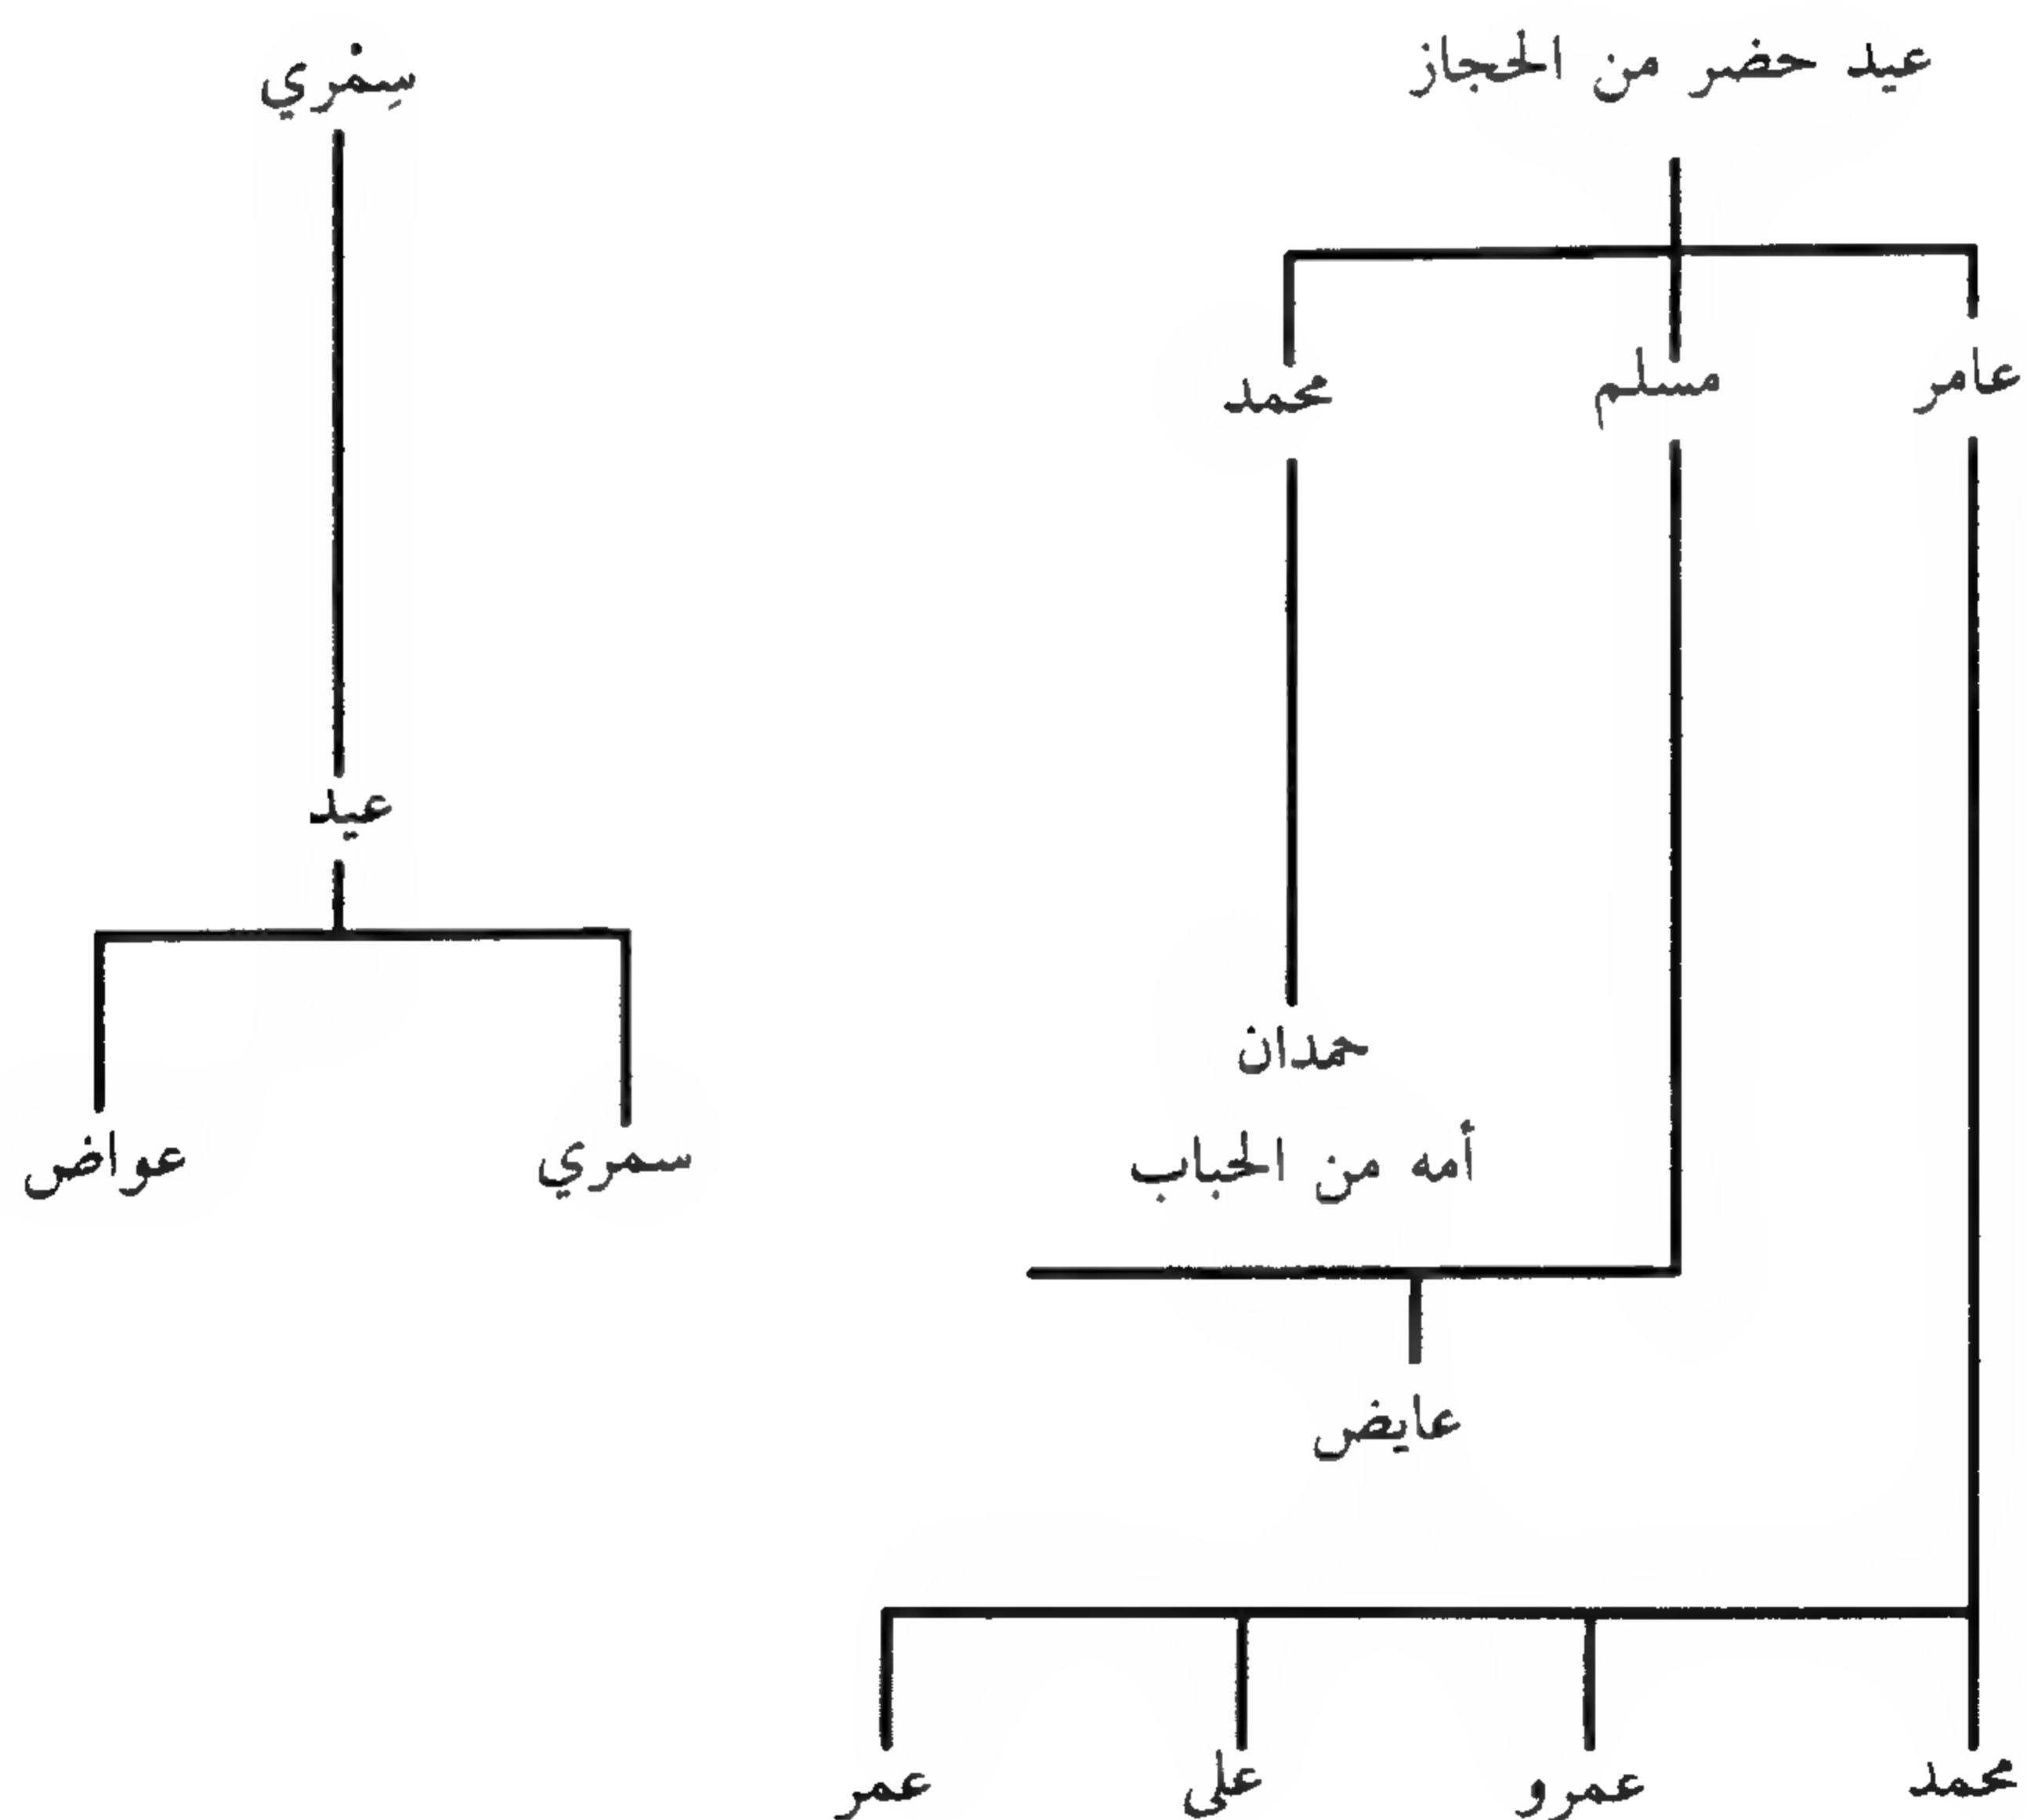 عيد حضر من الحجاز
سِمْري
عامر
مسلم
محمد
عيد
حمدان
أمه من الحباب
سمري
عواض
عايض
محمد
عمرو
على
عمر